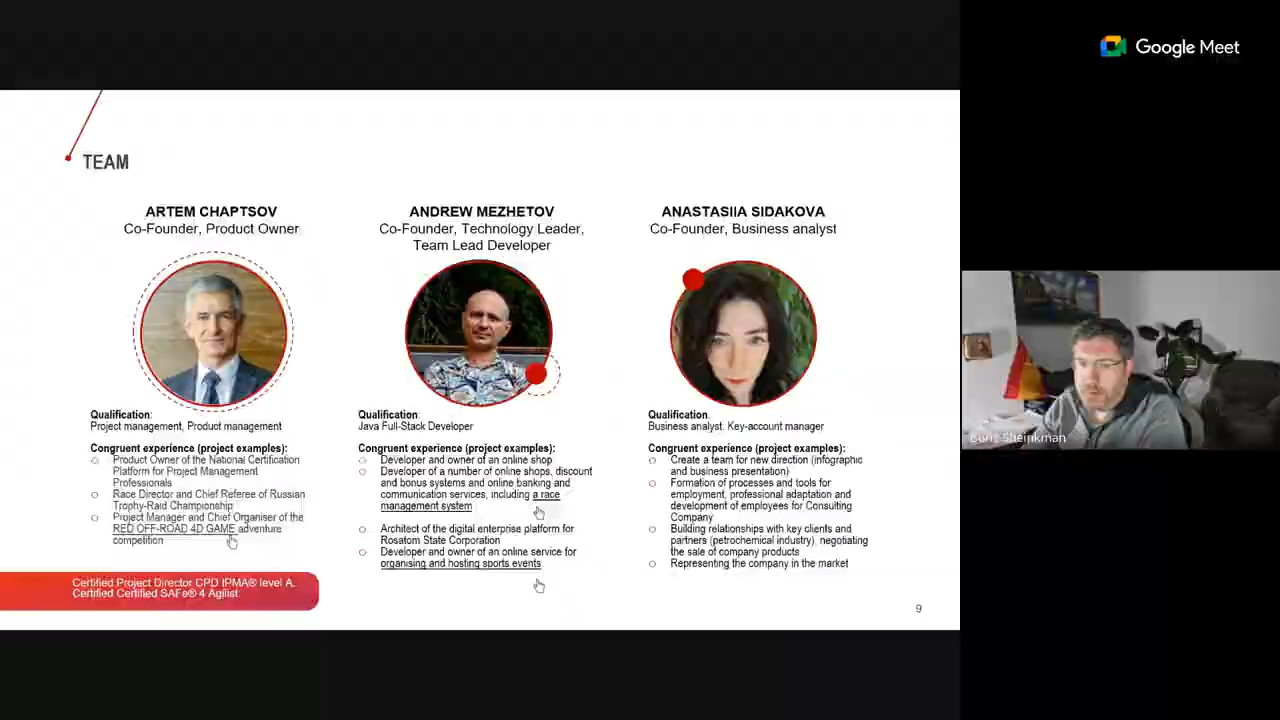 Google Meet
TEAM
ARTEM CHAPTSOV
Co-Founder, Product Owner
Qualification:
Project management, Product management
Congruent experience (project examples):
Product Owner of the National Certification
Platform for Project Management
Professionals
Race Director and Chief Referee of Russian
Trophy-Raid Championship
Project Manager and Chief Organiser of the
RED OFF-ROAD 4D GAME adventure
competition
Certified Project Director CPD IPMA® level A.
Certified Certified SAFe® 4 Agilist
ANDREW MEZHETOV
Co-Founder, Technology Leader,
Team Lead Developer
Qualification:
Java Full-Stack Developer
Congruent experience (project examples):
Developer and owner of an online shop
Developer of a number of online shops, discount
and bonus systems and online banking and
communication services, including a race
management system
Architect of the digital enterprise platform for
Rosatom State Corporation
Developer and owner of an online service for
organising and hosting sports events
ANASTASIIA SIDAKOVA
Co-Founder, Business analyst
Qualification.
Business analyst. Key-account manager
Congruent experience (project examples):
Create a team for new direction (infographic
and business presentation)
Formation of processes and tools for
employment, professional adaptation and
development of employees for Consulting
Company
Building relationships with key clients and
partners (petrochemical industry), negotiating
the sale of company products
Representing the company in the market
9
Boris Sheinkman